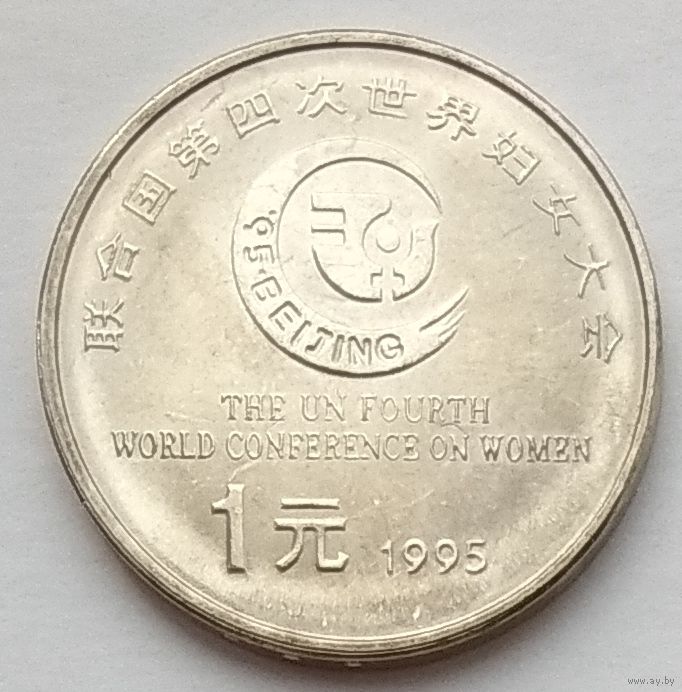 联合国第四次世界妇女大会
'95·BEIJING
THE UN FOURTH
WORLD CONFERENCE ON WOMEN
1元 1995
www.ay.by